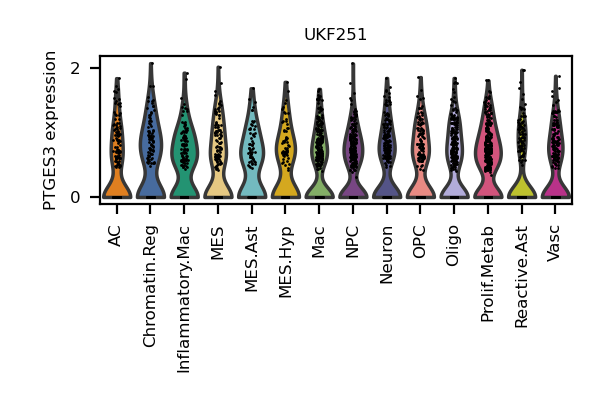 UKF251
PTGES3 expression
2
0
AC
Chromatin.Reg
Inflammatory.Mac
MES
MES.Ast
MES.Hyp
Mac
NPC
Neuron
OPC
Oligo
Prolif.Metab
Reactive.Ast
Vasc